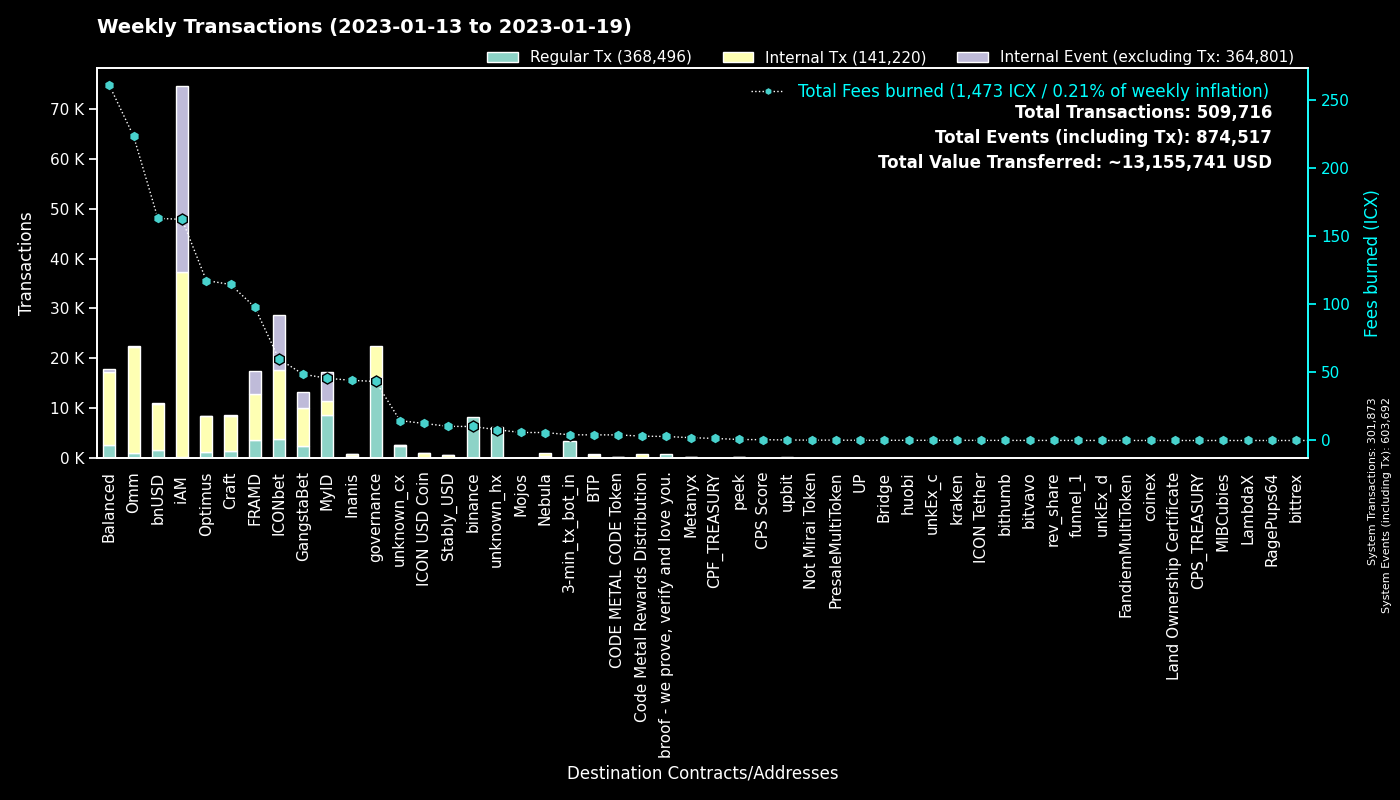 Weekly Transactions (2023-01-13 to 2023-01-19)
Regular Tx (368,496)
Internal Tx (141,220)
Internal Event (excluding Tx: 364,801)
Total Fees burned (1,473 ICX / 0.21% of weekly inflation)
Total Transactions: 509,716
Total Events (including Tx): 874,517
Total Value Transferred: ~13,155,741 USD
Transactions
70 K
60 K
50 K
40 K
30 K
20 K
10 K
0 K
250
200
150
100
50
0
Fees burned (ICX)
System Transactions: 301,873
System Events (including Tx): 603,692
Balanced
Omm
bnUSD
iAM
Optimus
Craft
FRAMD
ICONbet
GangstaBet
MyID
Inanis
governance
unknown_cx
ICON USD Coin
Stably_USD
binance
unknown_hx
Mojos
Nebula
3-min_tx_bot_in
BTP
CODE METAL CODE Token
Code Metal Rewards Distribution
broof - we prove, verify and love you.
Metanyx
CPF_TREASURY
peek
CPS Score
upbit
Not Mirai Token
PresaleMultiToken
UP
Bridge
huobi
unkEx_c
kraken
ICON Tether
bithumb
bitvavo
rev_share
funnel_1
unkEx_d
FandiemMultiToken
coinex
Land Ownership Certificate
CPS_TREASURY
MIBCubies
LambdaX
RagePups64
bittrex
Destination Contracts/Addresses